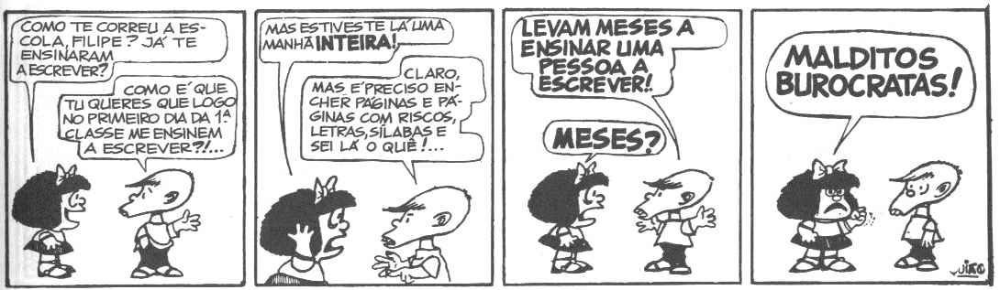 COMO TE CORREU A ES-
COLA, FILIPE? JÁ TE
ENSINARAM
A ESCREVER?
COMO É QUE
TU QUERES QUE LOGO
NO PRIMEIRO DIA DA 1ª
CLASSE ME ENSINEM
A ESCREVER?!...
MAS ESTIVESTE LÁ UMA
MANHÃ INTEIRA!
CLARO,
MAS É PRECISO EN-
CHER PÁGINAS E PÁ-
GINAS COM RISCOS,
LETRAS, SÍLABAS E
SEI LÁ O QUÊ!...
LEVAM MESES A
ENSINAR UMA
PESSOA A
ESCREVER!!
MESES?
MALDITOS
BUROCRATAS!